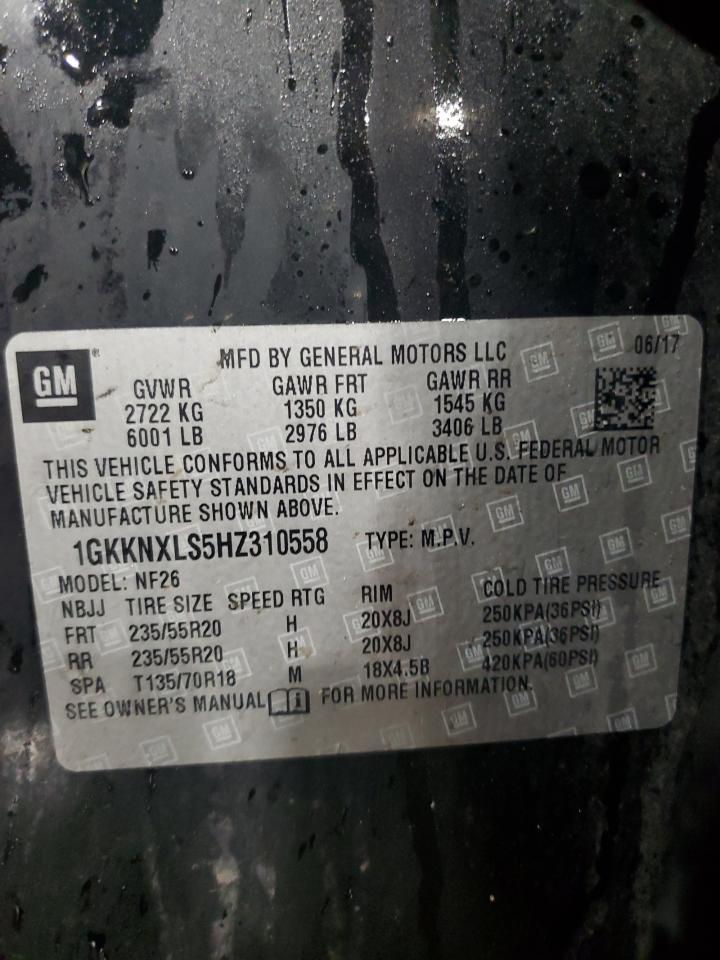 GM
MFD BY GENERAL MOTORS LLC 06/17
GVWR GAWR FRT GAWR RR
2722 KG 1350 KG 1545 KG
6001 LB 2976 LB 3406 LB
THIS VEHICLE CONFORMS TO ALL APPLICABLE U.S. FEDERAL MOTOR
VEHICLE SAFETY STANDARDS IN EFFECT ON THE DATE OF
MANUFACTURE SHOWN ABOVE.
1GKKNXLS5HZ310558 TYPE: M.P.V.
MODEL: NF26
NBJJ TIRE SIZE SPEED RTG RIM COLD TIRE PRESSURE
FRT 235/55R20 H 20X8J 250KPA(36PSI)
RR 235/55R20 H 20X8J 250KPA(36PSI)
SPA T135/70R18 M 18X4.5B 420KPA(60PSI)
SEE OWNER'S MANUAL FOR MORE INFORMATION.